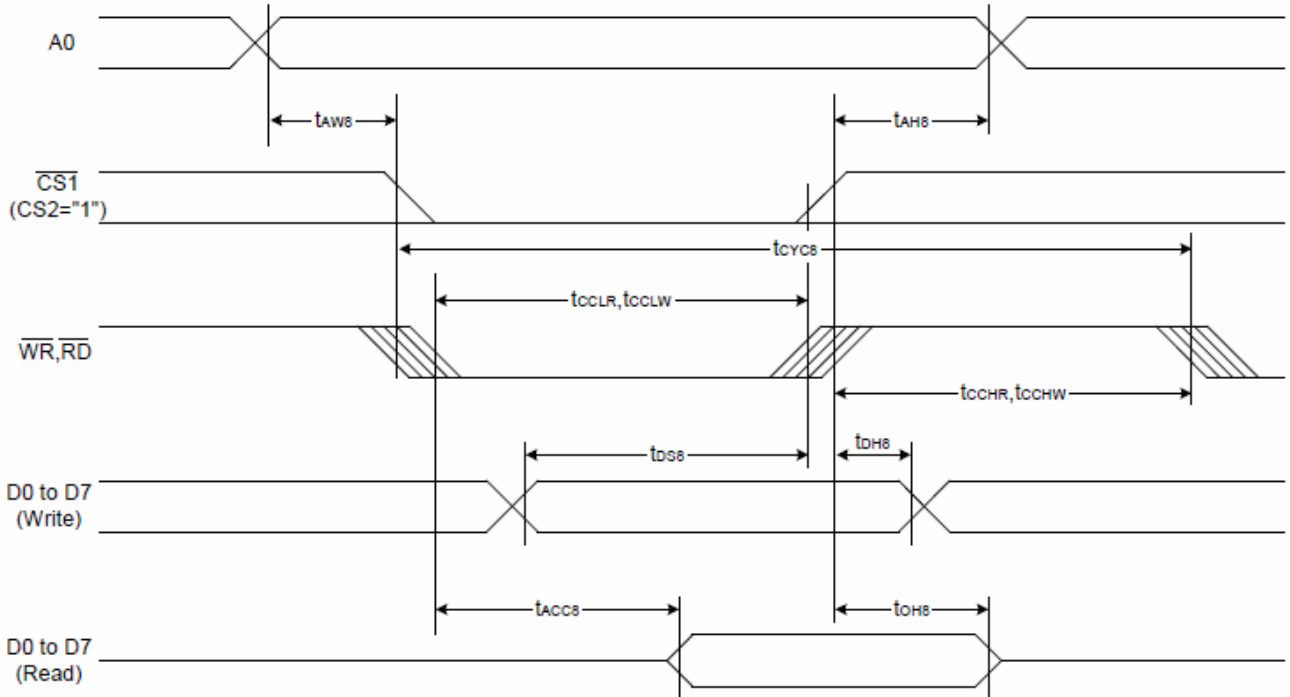 A0
tAW8
tAH8
CS1
(CS2="1")
tCYC8
tCCLR,tCCLW
WR,RD
tCCHR,tCCHW
tDS8
tDH8
D0 to D7
(Write)
tACC8
tOH8
D0 to D7
(Read)